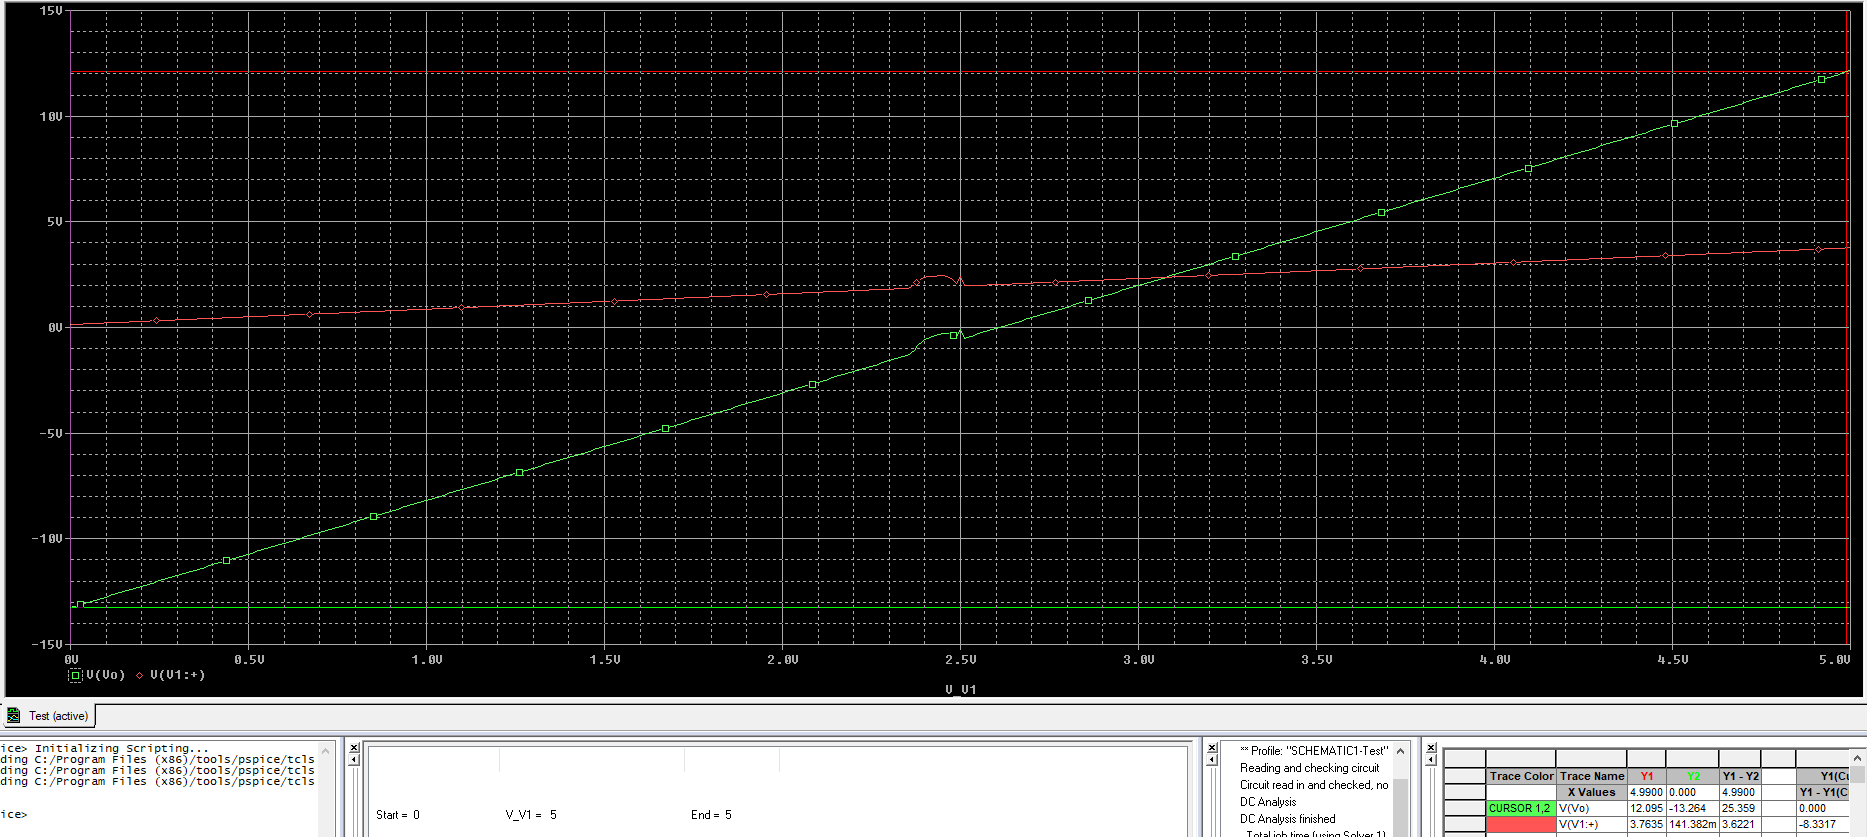 15V
10V
5V
0V
-5V
-10V
-15V
0V 0.5V 1.0V 1.5V 2.0V 2.5V 3.0V 3.5V 4.0V 4.5V 5.0V
V(Vo) V(V1:+)
V_V1
Test (active)
ice> Initializing Scripting...
ding C:/Program Files (x86)/tools/pspice/tcls
ding C:/Program Files (x86)/tools/pspice/tcls
ding C:/Program Files (x86)/tools/pspice/tcls
ice>
Start = 0 V_V1 = 5 End = 5
** Profile: "SCHEMATIC1-Test"
Reading and checking circuit
Circuit read in and checked, no
DC Analysis
DC Analysis finished
Total job time (using Solver 1)
Trace Color Trace Name Y1 Y2 Y1 - Y2 Y1(Cu
X Values 4.9900 0.000 4.9900 Y1 - Y1(C
CURSOR 1,2 V(Vo) 12.095 -13.264 25.359 0.000
V(V1:+) 3.7635 141.382m 3.6221 -8.3317